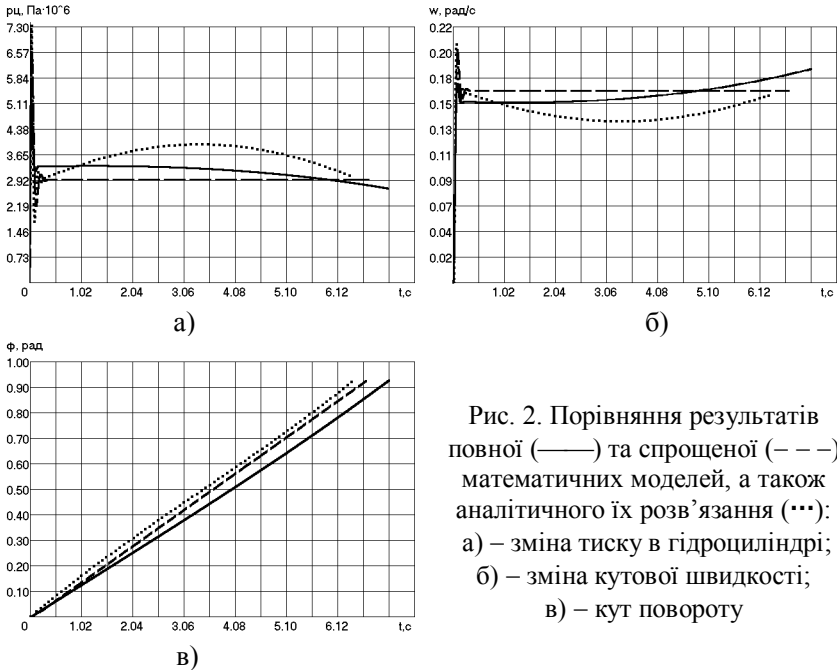 pц, Па·10^6
7.30
6.57
5.84
5.11
4.38
3.65
2.92
2.19
1.46
0.73
0 1.02 2.04 3.06 4.08 5.10 6.12 t,c
а)
w, рад/с
0.22
0.20
0.18
0.15
0.13
0.11
0.09
0.07
0.04
0.02
0 1.02 2.04 3.06 4.08 5.10 6.12 t,c
б)
ф, рад
1.00
0.90
0.80
0.70
0.60
0.50
0.40
0.30
0.20
0.10
0 1.02 2.04 3.06 4.08 5.10 6.12 t,c
в)
Рис. 2. Порівняння результатів
повної (——) та спрощеної (– – –)
математичних моделей, а також
аналітичного їх розв’язання (···):
а) – зміна тиску в гідроциліндрі;
б) – зміна кутової швидкості;
в) – кут повороту